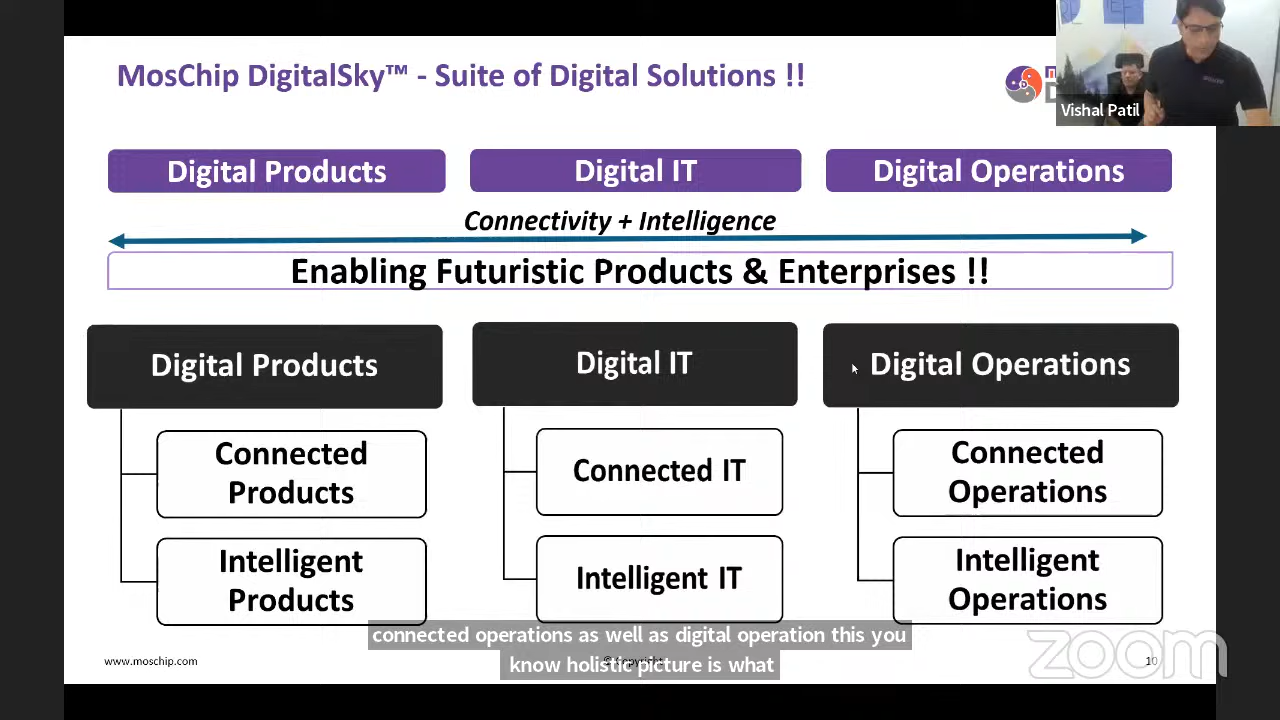 MosChip DigitalSky™ - Suite of Digital Solutions !!
Vishal Patil
Digital Products
Digital IT
Digital Operations
Connectivity + Intelligence
Enabling Futuristic Products & Enterprises !!
Digital Products
Digital IT
Digital Operations
Connected
Products
Connected IT
Connected
Operations
Intelligent
Products
Intelligent IT
Intelligent
Operations
connected operations as well as digital operation this you
know holistic picture is what
www.moschip.com
10
zoom